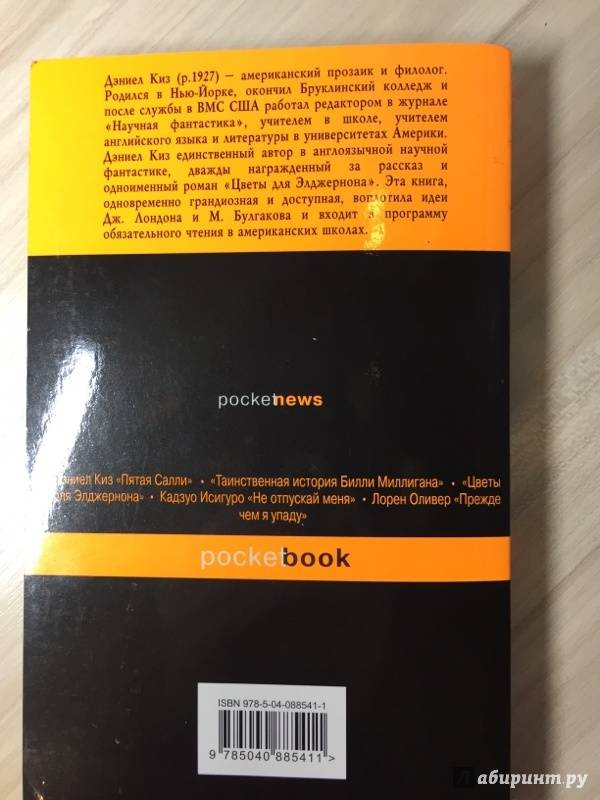 Дэниел Киз (р.1927) – американский прозаик и филолог.
Родился в Нью-Йорке, окончил Бруклинский колледж и
после службы в ВМС США работал редактором в журнале
«Научная фантастика», учителем в школе, учителем
английского языка и литературы в университетах Америки.
Дэниел Киз единственный автор в англоязычной научной
фантастике, дважды награжденный за рассказ и
одноименный роман «Цветы для Элджернона». Эта книга,
одновременно грандиозная и доступная, воплотила идеи
Дж. Лондона и М. Булгакова и входит в программу
обязательного чтения в американских школах.
pocketnews
Дэниел Киз «Пятая Салли» • «Таинственная история Билли Миллигана» • «Цветы
для Элджернона» • Кадзуо Исигуро «Не отпускай меня» • Лорен Оливер «Прежде
чем я упаду»
pocketbook
ISBN 978-5-04-088541-1
9 785040 885411 >
Лабиринт.ру